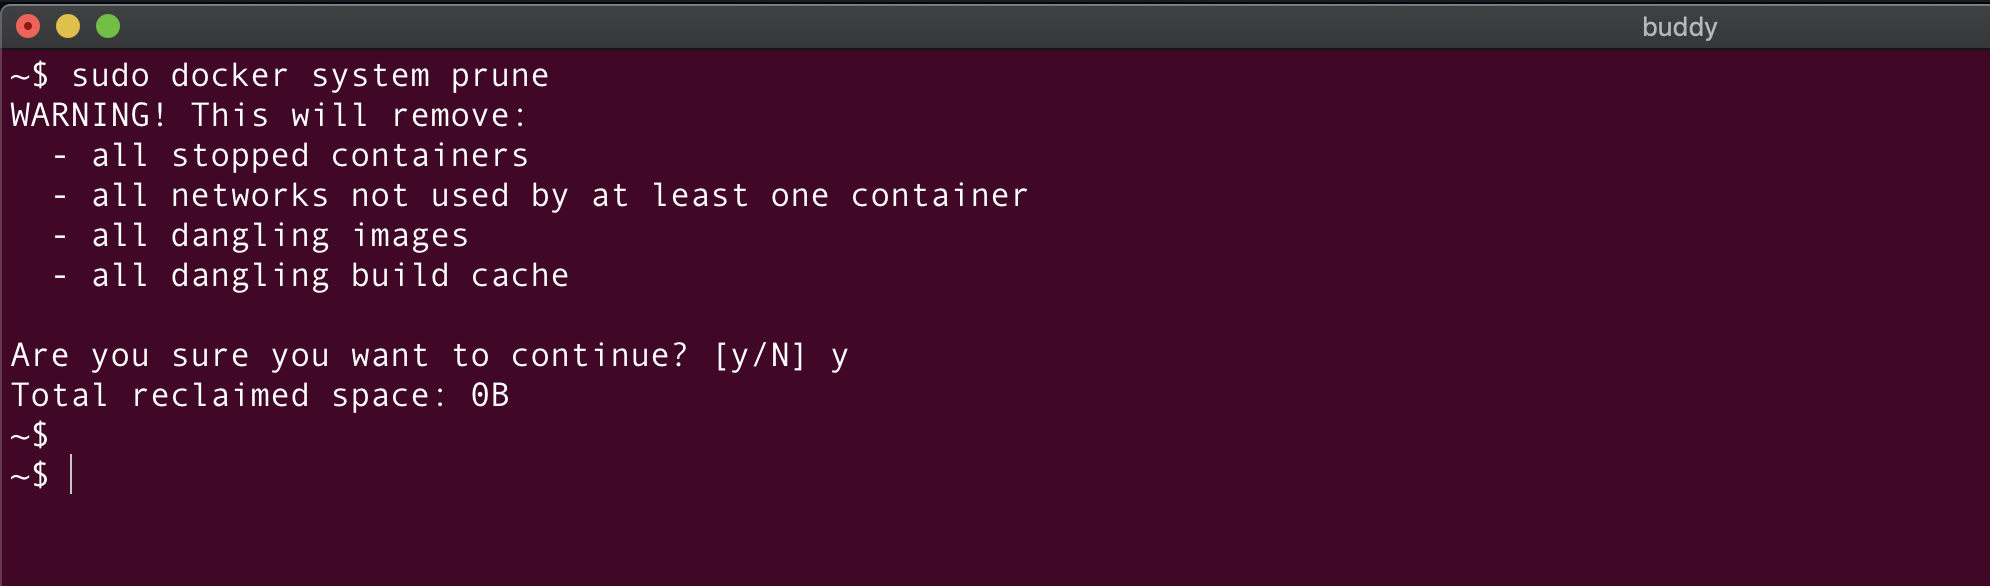 buddy
~$ sudo docker system prune
WARNING! This will remove:
  - all stopped containers
  - all networks not used by at least one container
  - all dangling images
  - all dangling build cache

Are you sure you want to continue? [y/N] y
Total reclaimed space: 0B
~$
~$